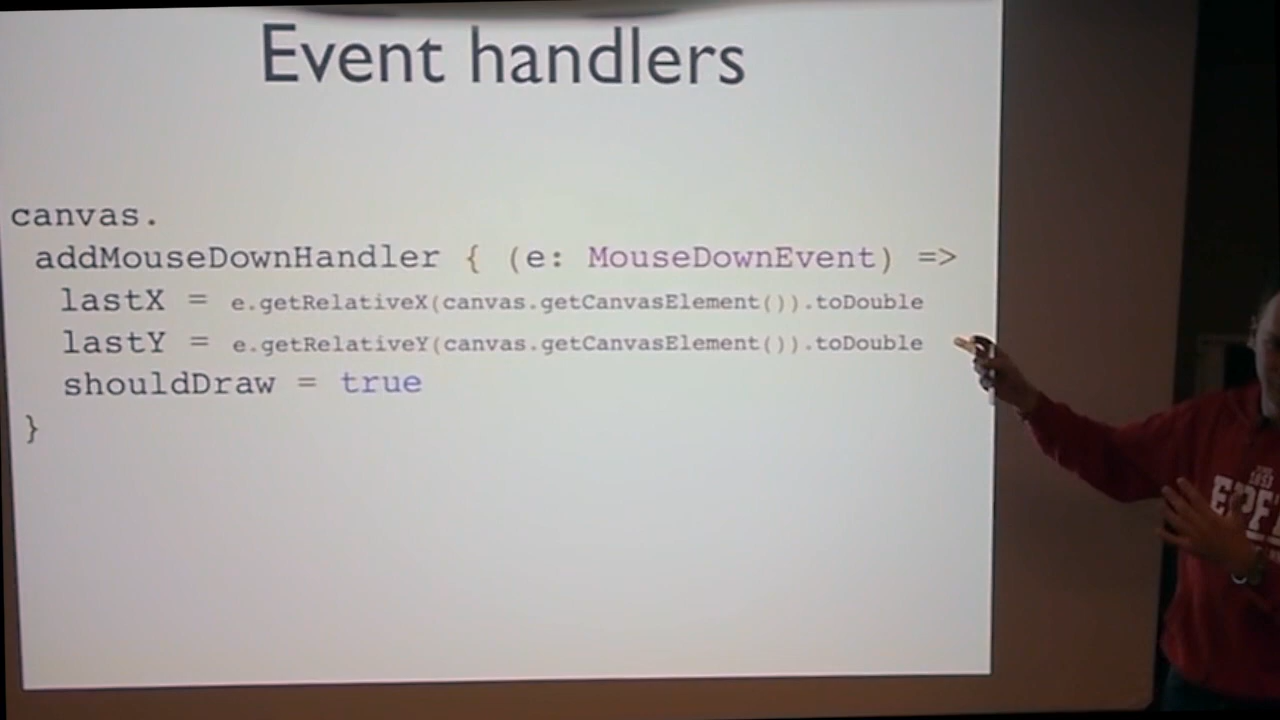 Event handlers
canvas.
addMouseDownHandler { (e: MouseDownEvent) =>
lastX = e.getRelativeX(canvas.getCanvasElement()).toDouble
lastY = e.getRelativeY(canvas.getCanvasElement()).toDouble
shouldDraw = true
}